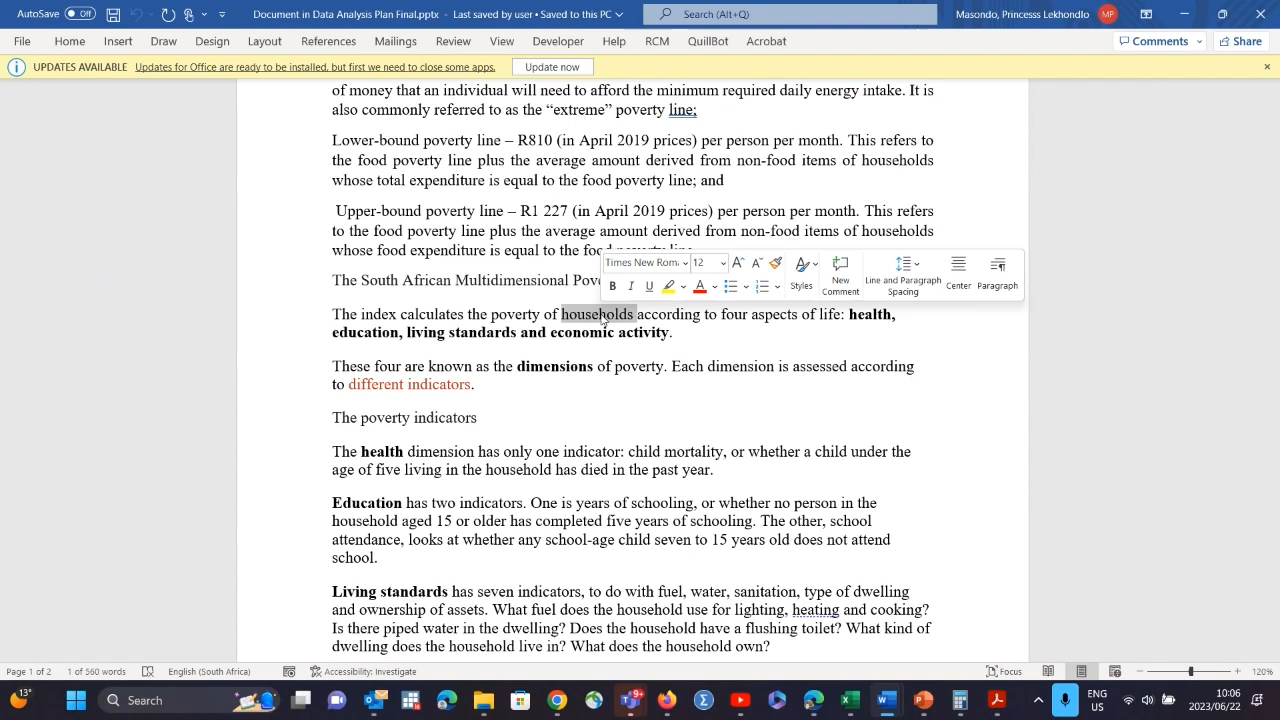 AutoSave Off Document in Data Analysis Plan Final.pptx - Last saved by user • Saved to this PC Search (Alt+Q) Masondo, Princesss Lekhondlo MP
File Home Insert Draw Design Layout References Mailings Review View Developer Help RCM QuillBot Acrobat Comments Share
UPDATES AVAILABLE Updates for Office are ready to be installed, but first we need to close some apps. Update now
of money that an individual will need to afford the minimum required daily energy intake. It is
also commonly referred to as the “extreme” poverty line;
Lower-bound poverty line – R810 (in April 2019 prices) per person per month. This refers to
the food poverty line plus the average amount derived from non-food items of households
whose total expenditure is equal to the food poverty line; and
Upper-bound poverty line – R1 227 (in April 2019 prices) per person per month. This refers
to the food poverty line plus the average amount derived from non-food items of households
whose food expenditure is equal to the food poverty line
Times New Roma 12 Styles New Comment Line and Paragraph Spacing Center Paragraph
B I U A
The South African Multidimensional Pove
The index calculates the poverty of households according to four aspects of life: health,
education, living standards and economic activity.
These four are known as the dimensions of poverty. Each dimension is assessed according
to different indicators.
The poverty indicators
The health dimension has only one indicator: child mortality, or whether a child under the
age of five living in the household has died in the past year.
Education has two indicators. One is years of schooling, or whether no person in the
household aged 15 or older has completed five years of schooling. The other, school
attendance, looks at whether any school-age child seven to 15 years old does not attend
school.
Living standards has seven indicators, to do with fuel, water, sanitation, type of dwelling
and ownership of assets. What fuel does the household use for lighting, heating and cooking?
Is there piped water in the dwelling? Does the household have a flushing toilet? What kind of
dwelling does the household live in? What does the household own?
Page 1 of 2 1 of 560 words English (South Africa) Accessibility: Investigate Focus 120%
13° Search 9+ ENG US 10:06 2023/06/22